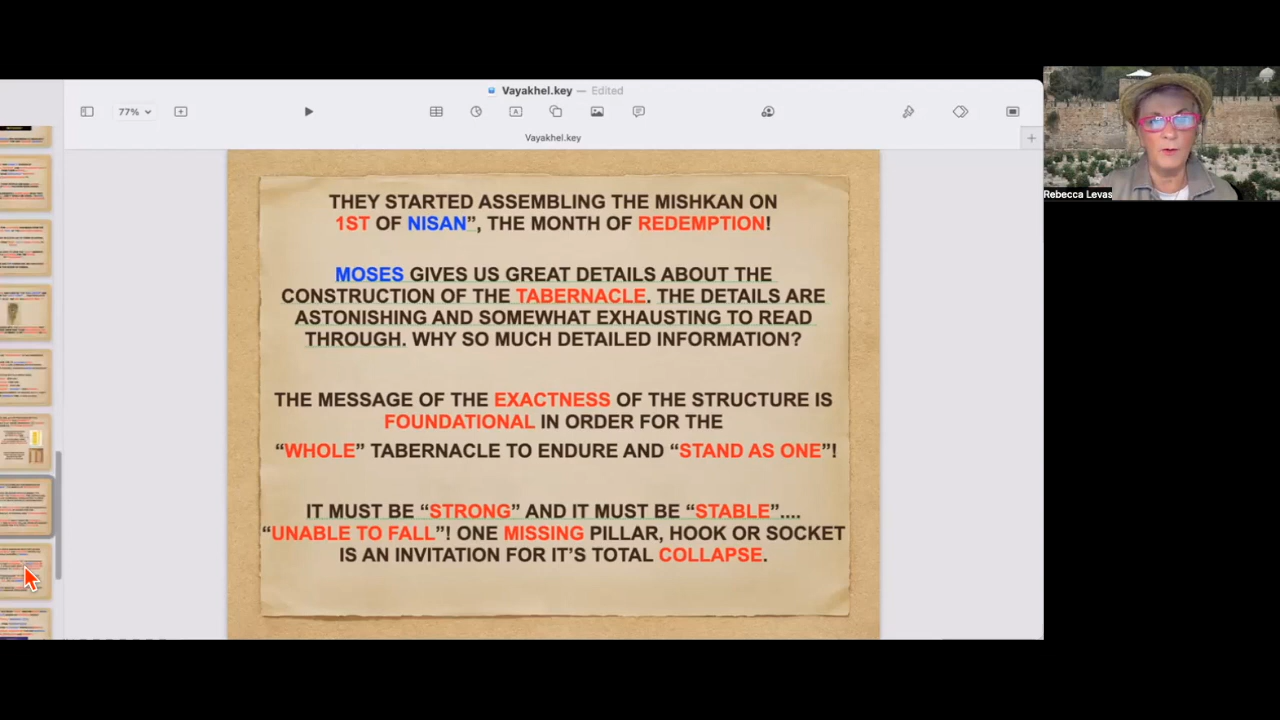 Vayakhel.key — Edited
77%
Vayakhel.key
THEY STARTED ASSEMBLING THE MISHKAN ON
1ST OF NISAN”, THE MONTH OF REDEMPTION!
MOSES GIVES US GREAT DETAILS ABOUT THE
CONSTRUCTION OF THE TABERNACLE. THE DETAILS ARE
ASTONISHING AND SOMEWHAT EXHAUSTING TO READ
THROUGH. WHY SO MUCH DETAILED INFORMATION?
THE MESSAGE OF THE EXACTNESS OF THE STRUCTURE IS
FOUNDATIONAL IN ORDER FOR THE
“WHOLE” TABERNACLE TO ENDURE AND “STAND AS ONE”!
IT MUST BE “STRONG” AND IT MUST BE “STABLE”....
“UNABLE TO FALL”! ONE MISSING PILLAR, HOOK OR SOCKET
IS AN INVITATION FOR IT’S TOTAL COLLAPSE.
Rebecca Levas